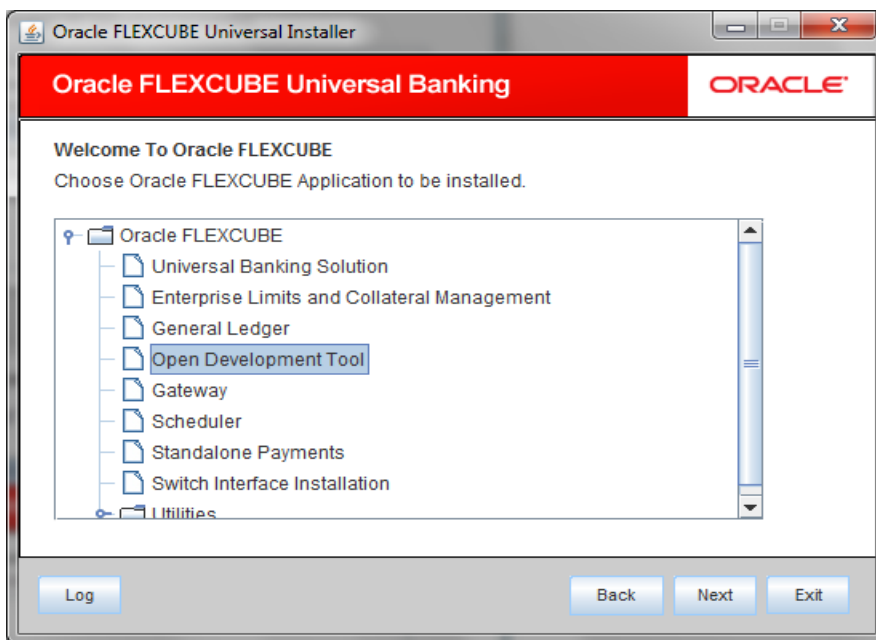 Oracle FLEXCUBE Universal Installer
Oracle FLEXCUBE Universal Banking
ORACLE
Welcome To Oracle FLEXCUBE
Choose Oracle FLEXCUBE Application to be installed.
Oracle FLEXCUBE
Universal Banking Solution
Enterprise Limits and Collateral Management
General Ledger
Open Development Tool
Gateway
Scheduler
Standalone Payments
Switch Interface Installation
Utilities
Log Back Next Exit